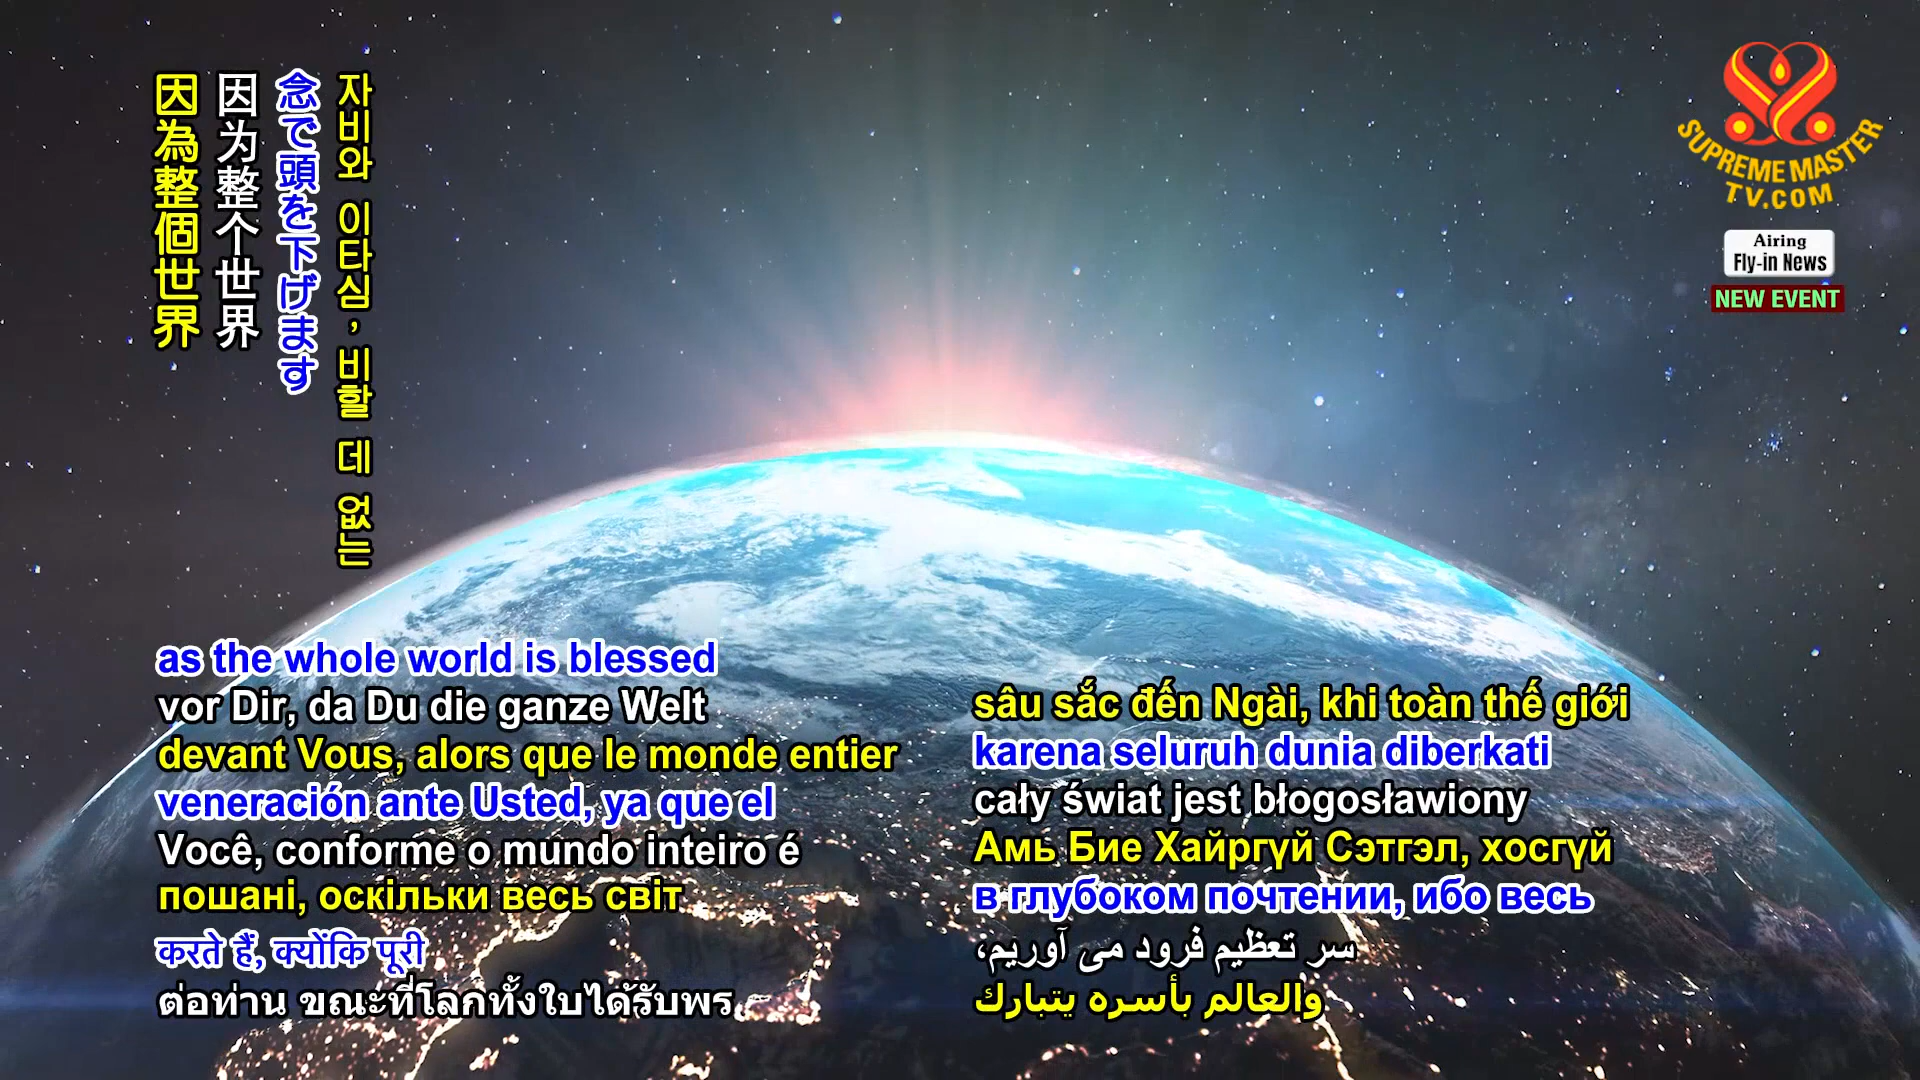 因為整個世界
因为整个世界
念で頭を下げます
자비와 이타심, 비할 데 없는
SUPREME MASTER
TV.COM
Airing
Fly-in News
NEW EVENT
as the whole world is blessed
vor Dir, da Du die ganze Welt
devant Vous, alors que le monde entier
veneración ante Usted, ya que el
Você, conforme o mundo inteiro é
пошані, оскільки весь світ
करते हैं, क्योंकि पूरी
ต่อท่าน ขณะที่โลกทั้งใบได้รับพร
sâu sắc đến Ngài, khi toàn thế giới
karena seluruh dunia diberkati
cały świat jest błogosławiony
Амь Бие Хайргүй Сэтгэл, хосгүй
в глубоком почтении, ибо весь
سر تعظیم فرود می آوریم،
والعالم بأسره يتبارك